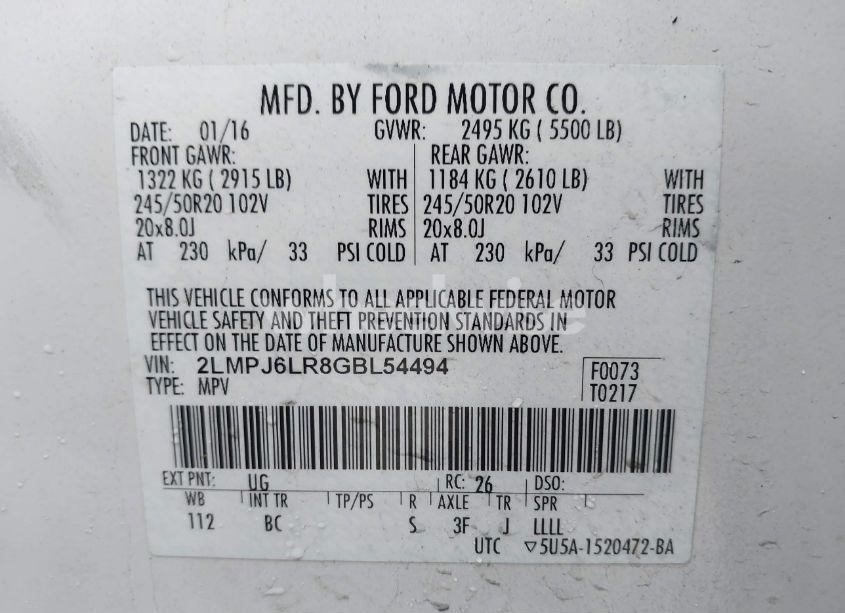 MFD. BY FORD MOTOR CO.
DATE: 01/16 GVWR: 2495 KG ( 5500 LB)
FRONT GAWR: REAR GAWR:
1322 KG ( 2915 LB) WITH 1184 KG ( 2610 LB) WITH
245/50R20 102V TIRES 245/50R20 102V TIRES
20x8.0J RIMS 20x8.0J RIMS
AT 230 kPa/ 33 PSI COLD AT 230 kPa/ 33 PSI COLD
THIS VEHICLE CONFORMS TO ALL APPLICABLE FEDERAL MOTOR
VEHICLE SAFETY AND THEFT PREVENTION STANDARDS IN
EFFECT ON THE DATE OF MANUFACTURE SHOWN ABOVE.
VIN: 2LMPJ6LR8GBL54494 F0073
TYPE: MPV T0217
EXT PNT: UG RC: 26 DSO:
WB INT TR TP/PS R AXLE TR SPR
112 BC S 3F J LLLL
UTC ▽5U5A-1520472-BA